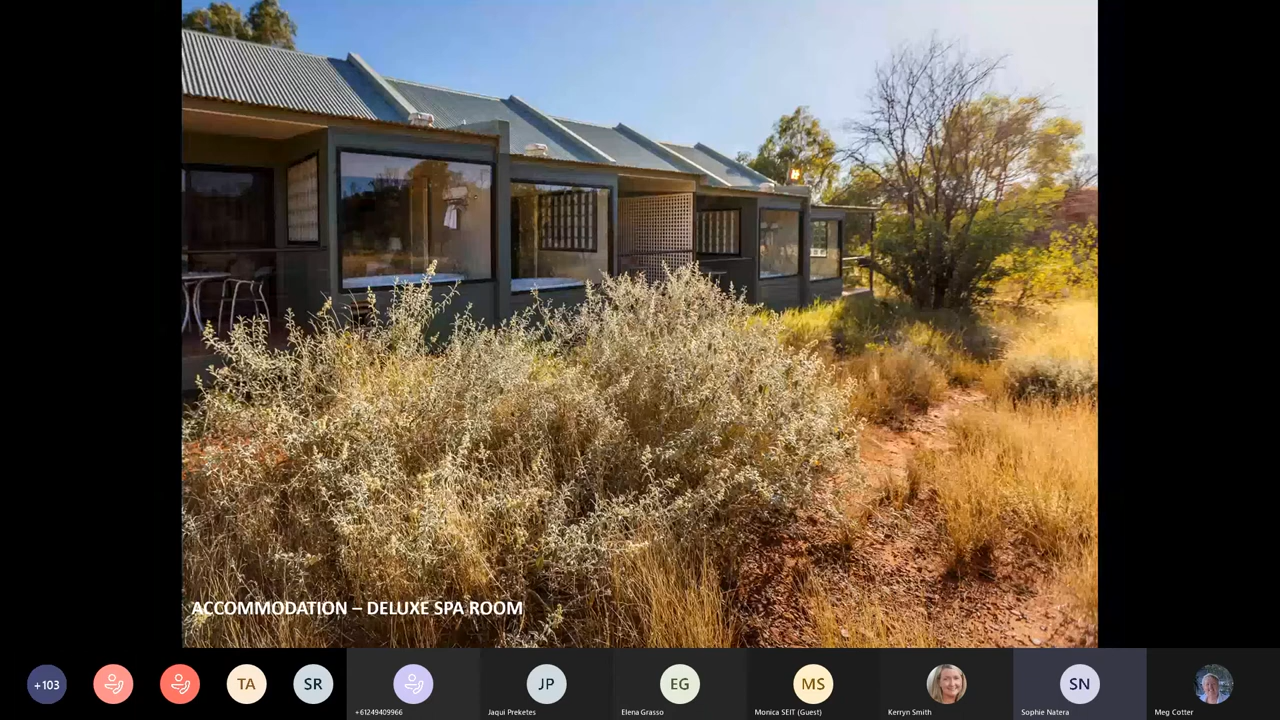 ACCOMMODATION – DELUXE SPA ROOM
+103
TA
SR
JP
EG
MS
SN
+61249409966
Jaqui Preketes
Elena Grasso
Monica SEIT (Guest)
Kerryn Smith
Sophie Natera
Meg Cotter